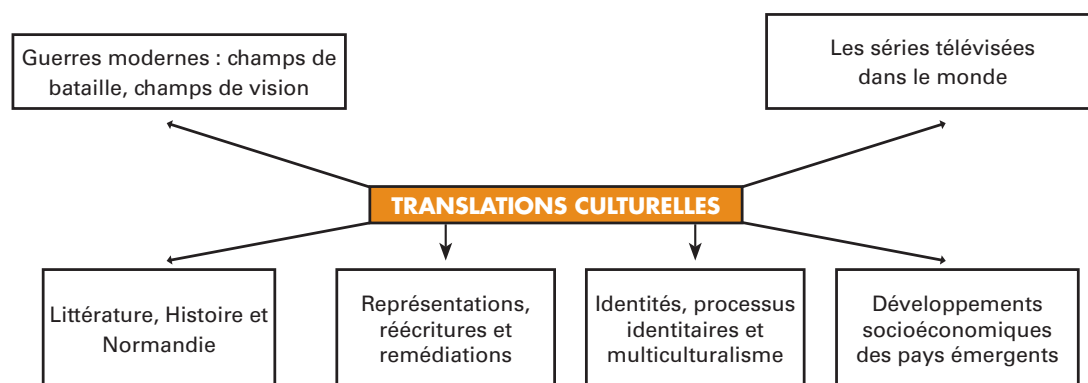 Guerres modernes : champs de
bataille, champs de vision
Les séries télévisées
dans le monde
TRANSLATIONS CULTURELLES
Littérature, Histoire et
Normandie
Représentations,
réécritures et
remédiations
Identités, processus
identitaires et
multiculturalisme
Développements
socioéconomiques
des pays émergents